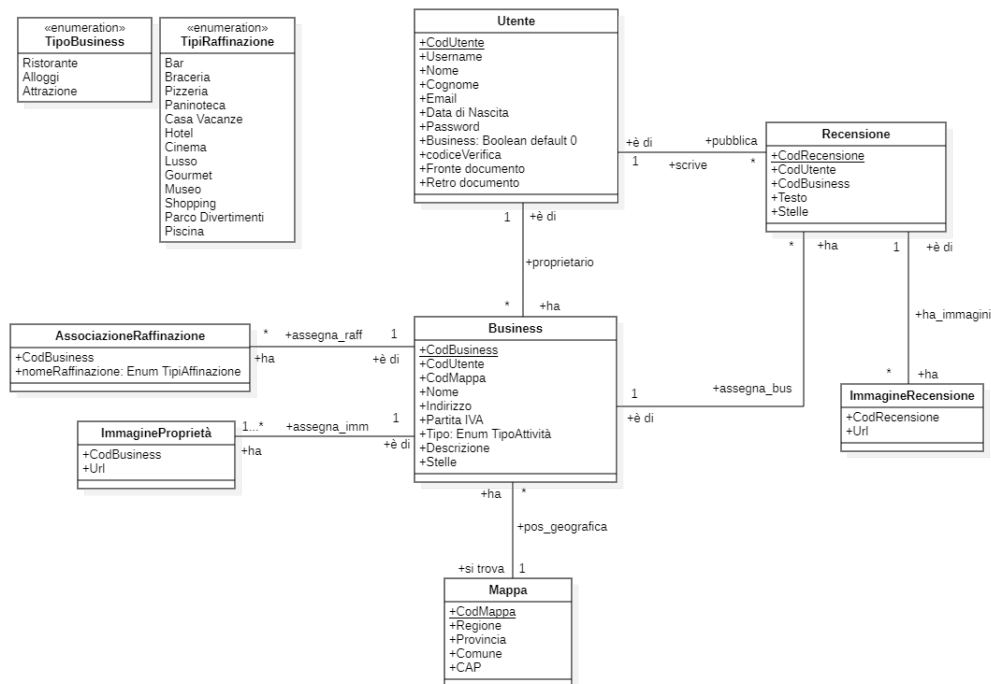 «enumeration»
TipoBusiness
Ristorante
Alloggi
Attrazione
«enumeration»
TipiRaffinazione
Bar
Braceria
Pizzeria
Paninoteca
Casa Vacanze
Hotel
Cinema
Lusso
Gourmet
Museo
Shopping
Parco Divertimenti
Piscina
Utente
+CodUtente
+Username
+Nome
+Cognome
+Email
+Data di Nascita
+Password
+Business: Boolean default 0
+codiceVerifica
+Fronte documento
+Retro documento
+è di
+pubblica
1
+scrive
*
Recensione
+CodRecensione
+CodUtente
+CodBusiness
+Testo
+Stelle
1
+è di
+proprietario
*
+ha
*
+ha
1
+è di
+ha_immagini
*
+ha
AssociazioneRaffinazione
+CodBusiness
+nomeRaffinazione: Enum TipiAffinazione
*
+assegna_raff
1
+ha
+è di
Business
+CodBusiness
+CodUtente
+CodMappa
+Nome
+Indirizzo
+Partita IVA
+Tipo: Enum TipoAttività
+Descrizione
+Stelle
+assegna_bus
1
+è di
ImmagineRecensione
+CodRecensione
+Url
ImmagineProprietà
+CodBusiness
+Url
1...*
+assegna_imm
1
+ha
+è di
+ha
*
+pos_geografica
+si trova
1
Mappa
+CodMappa
+Regione
+Provincia
+Comune
+CAP